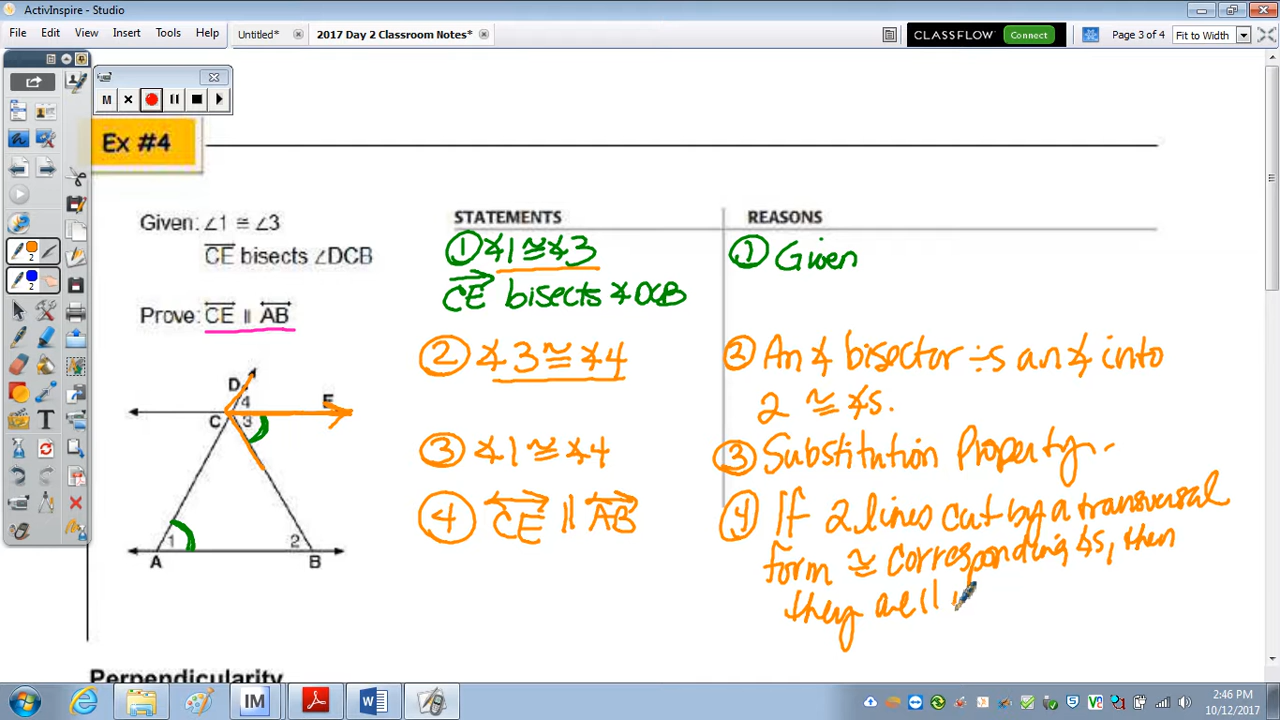 ActivInspire - Studio
File Edit View Insert Tools Help
Untitled* 2017 Day 2 Classroom Notes*
CLASSFLOW Connect
Page 3 of 4 Fit to Width
M
Ex #4
Given: ∠1 ≅ ∠3
CE bisects ∠DCB
Prove: CE ∥ AB
D
4
E
C
3
1
2
A
B
STATEMENTS
① ∡1 ≅ ∡3
CE bisects ∡DCB
② ∡3 ≅ ∡4
③ ∡1 ≅ ∡4
④ CE ∥ AB
REASONS
① Given
② An ∡ bisector ÷s an ∡ into
2 ≅ ∡s.
③ Substitution Property.
④ If 2 lines cut by a transversal
form ≅ corresponding ∡s, then
they are ||
Perpendicularity
2
2
T
IM
W
2:46 PM
10/12/2017